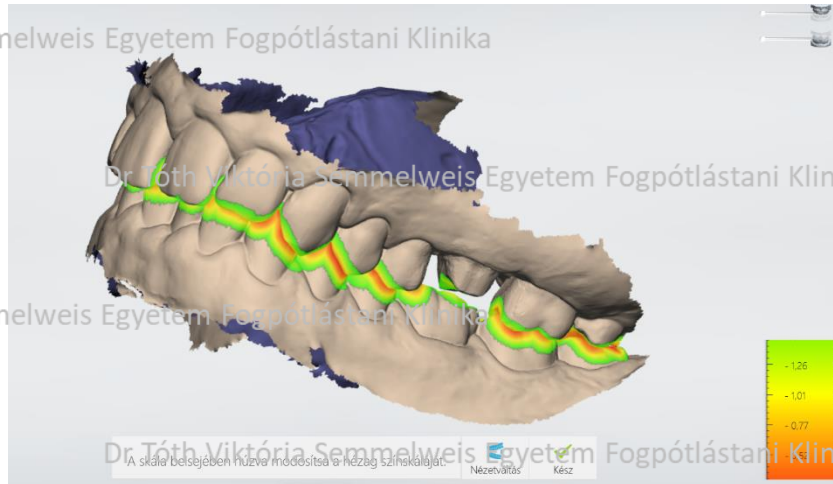 melweis Egyetem Fogpótlástani Klinika
Dr Tóth Viktória Semmelweis Egyetem Fogpótlástani Klin
melweis Egyetem Fogpótlástani Klinika
- 1,26
- 1,01
- 0,77
Dr Tóth Viktória Semmelweis Egyetem Fogpótlástani Klin
A skála belsejében húzva módosítsa a hézag színskáláját.
Nézetváltás
Kész